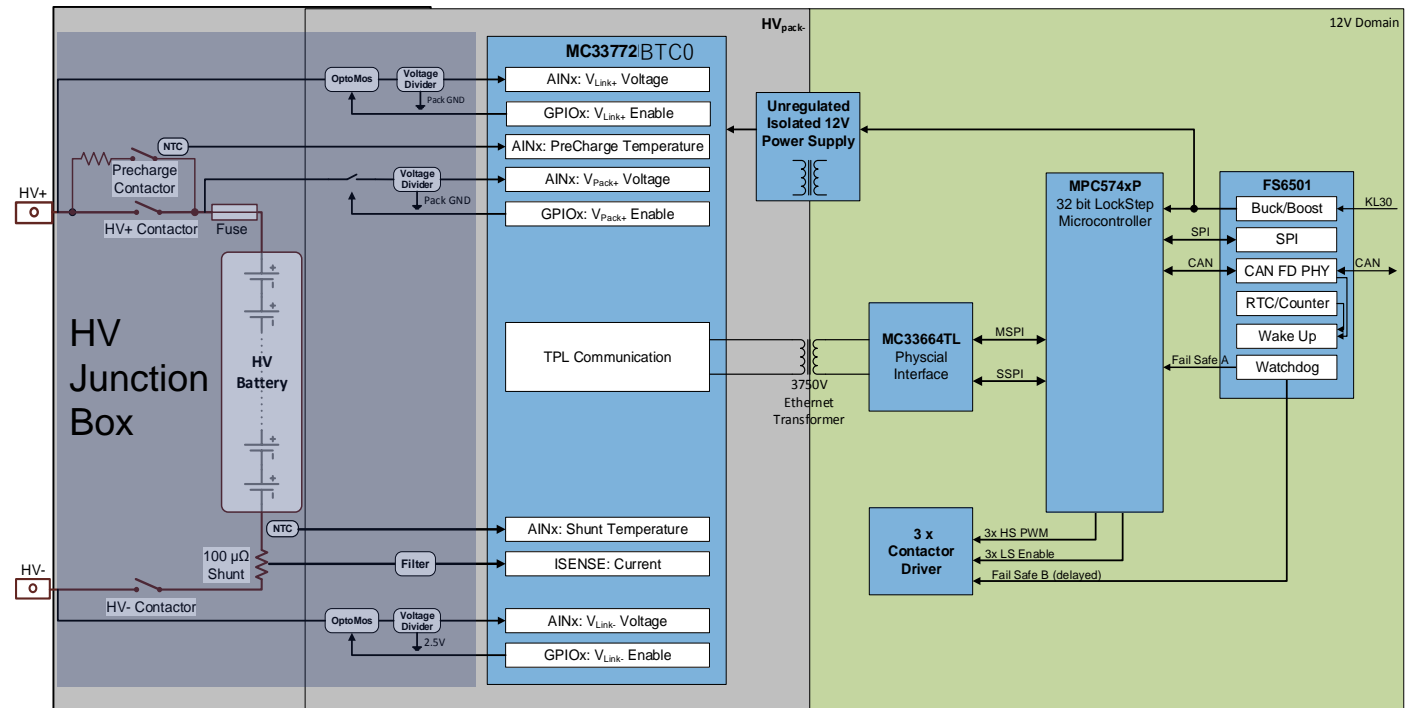 HVpack-
12V Domain
MC33772 BTC0
OptoMos
Voltage
Divider
Pack GND
AINx: VLink+ Voltage
GPIOx: VLink+ Enable
NTC
AINx: PreCharge Temperature
Precharge
Contactor
HV+
HV+ Contactor
Fuse
Voltage
Divider
Pack GND
AINx: VPack+ Voltage
GPIOx: VPack+ Enable
Unregulated
Isolated 12V
Power Supply
MPC574xP
32 bit LockStep
Microcontroller
FS6501
Buck/Boost
KL30
SPI
SPI
CAN
CAN FD PHY
CAN
RTC/Counter
Wake Up
Fail Safe A
Watchdog
HV
Junction
Box
+
+
HV
Battery
+
+
TPL Communication
3750V
Ethernet
Transformer
MC33664TL
Physcial
Interface
MSPI
SSPI
NTC
AINx: Shunt Temperature
100 µΩ
Shunt
Filter
ISENSE: Current
HV-
HV- Contactor
OptoMos
Voltage
Divider
2.5V
AINx: VLink- Voltage
GPIOx: VLink- Enable
3 x
Contactor
Driver
3x HS PWM
3x LS Enable
Fail Safe B (delayed)